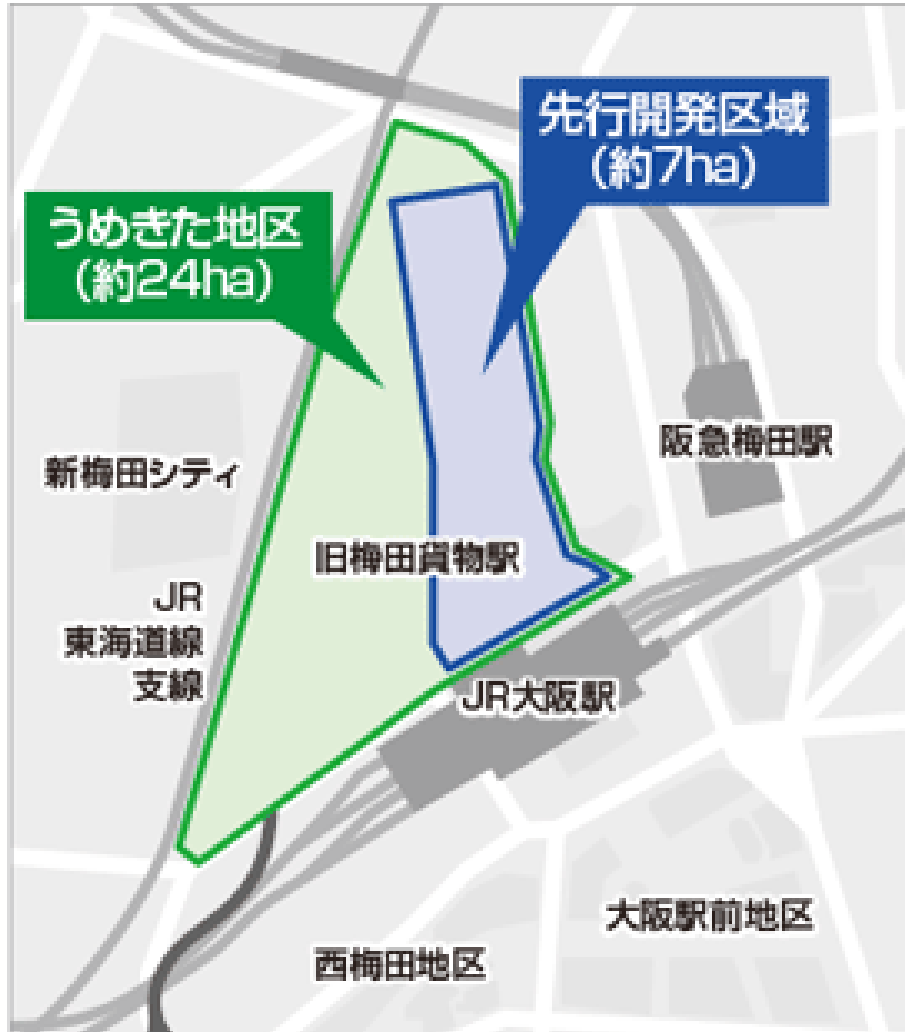 先行開発区域
(約7ha)
うめきた地区
(約24ha)
阪急梅田駅
新梅田シティ
旧梅田貨物駅
JR
東海道線
支線
JR大阪駅
大阪駅前地区
西梅田地区